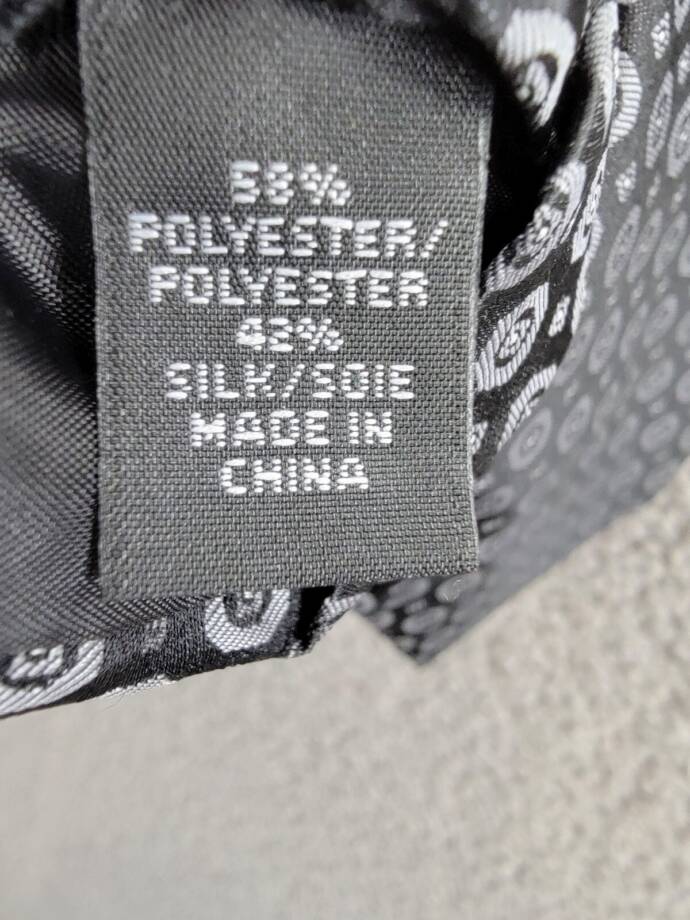 58%
POLYESTER/
POLYESTER
42%
SILK/SOIE
MADE IN
CHINA